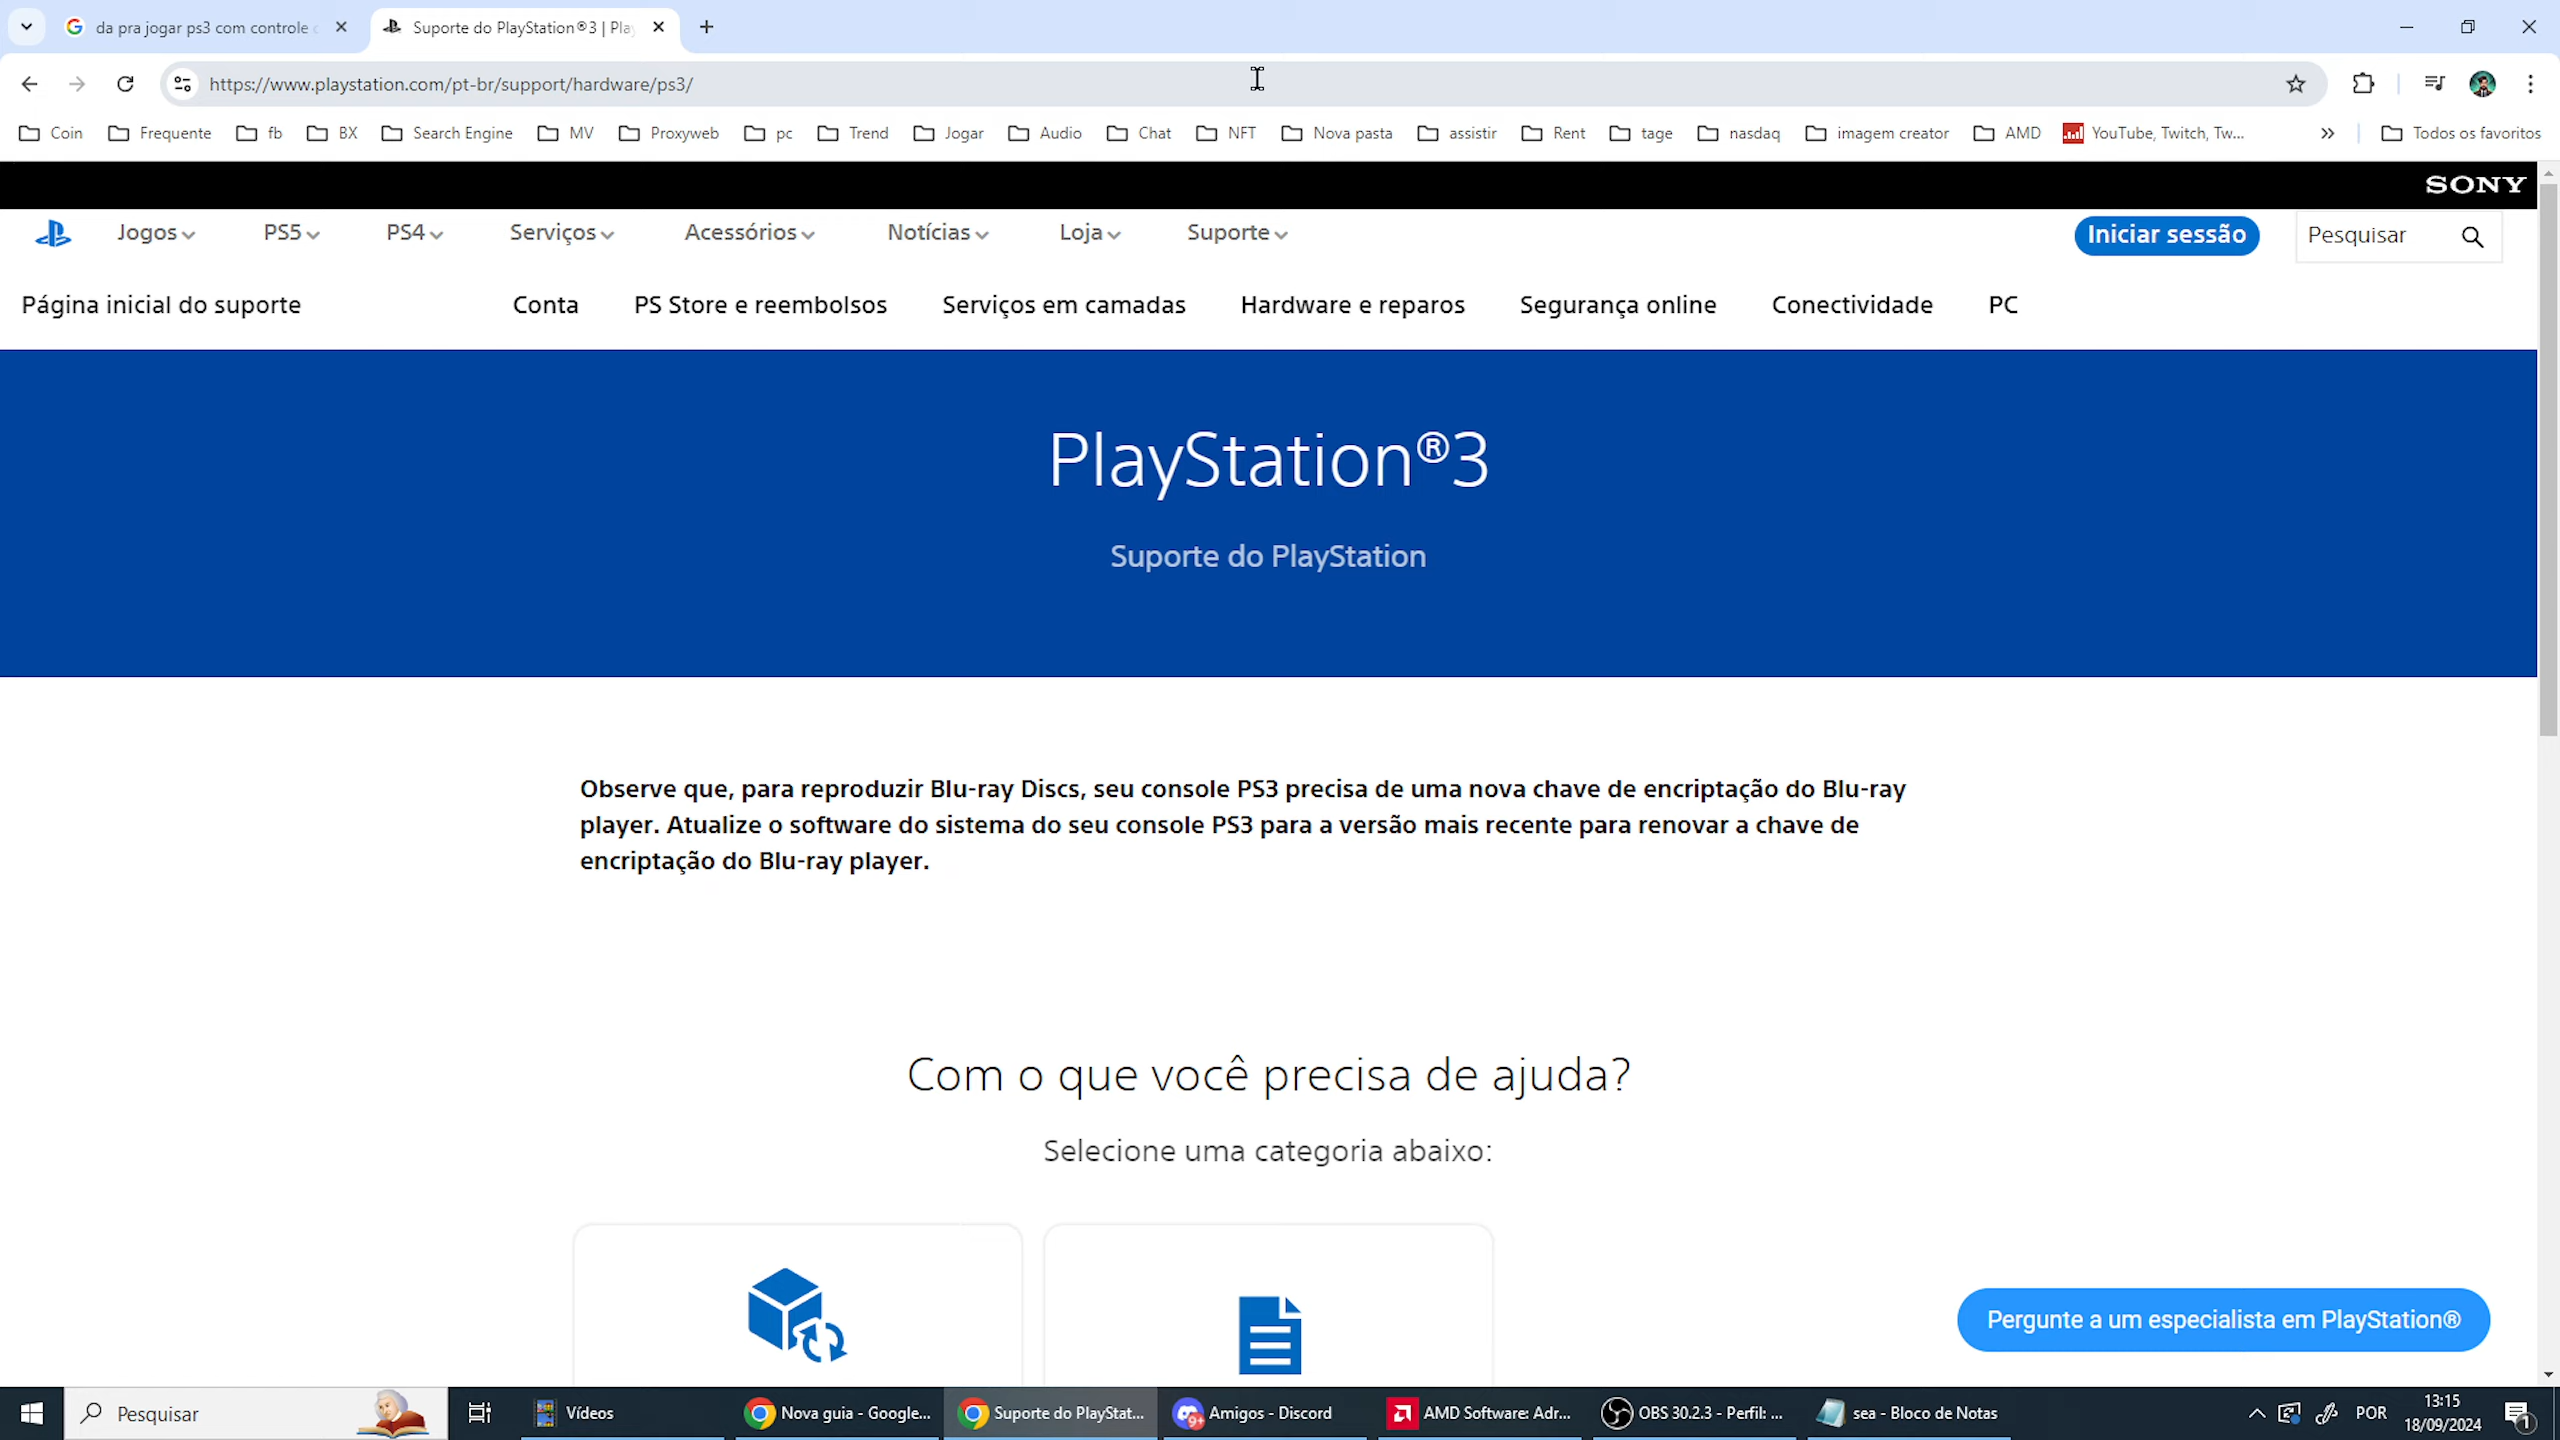 da pra jogar ps3 com controle
Suporte do PlayStation®3 | Pla
https://www.playstation.com/pt-br/support/hardware/ps3/
Coin Frequente fb BX Search Engine MV Proxyweb pc Trend Jogar Audio Chat NFT Nova pasta assistir Rent tage nasdaq imagem creator AMD YouTube, Twitch, Tw... » Todos os favoritos
SONY
Jogos PS5 PS4 Serviços Acessórios Notícias Loja Suporte Iniciar sessão Pesquisar
Página inicial do suporte Conta PS Store e reembolsos Serviços em camadas Hardware e reparos Segurança online Conectividade PC
PlayStation®3
Suporte do PlayStation
Observe que, para reproduzir Blu-ray Discs, seu console PS3 precisa de uma nova chave de encriptação do Blu-ray
player. Atualize o software do sistema do seu console PS3 para a versão mais recente para renovar a chave de
encriptação do Blu-ray player.
Com o que você precisa de ajuda?
Selecione uma categoria abaixo:
Pergunte a um especialista em PlayStation®
Pesquisar Vídeos Nova guia - Google... Suporte do PlayStat... 9+ Amigos - Discord AMD Software: Adr... OBS 30.2.3 - Perfil: ... sea - Bloco de Notas POR 13:15
18/09/2024 1